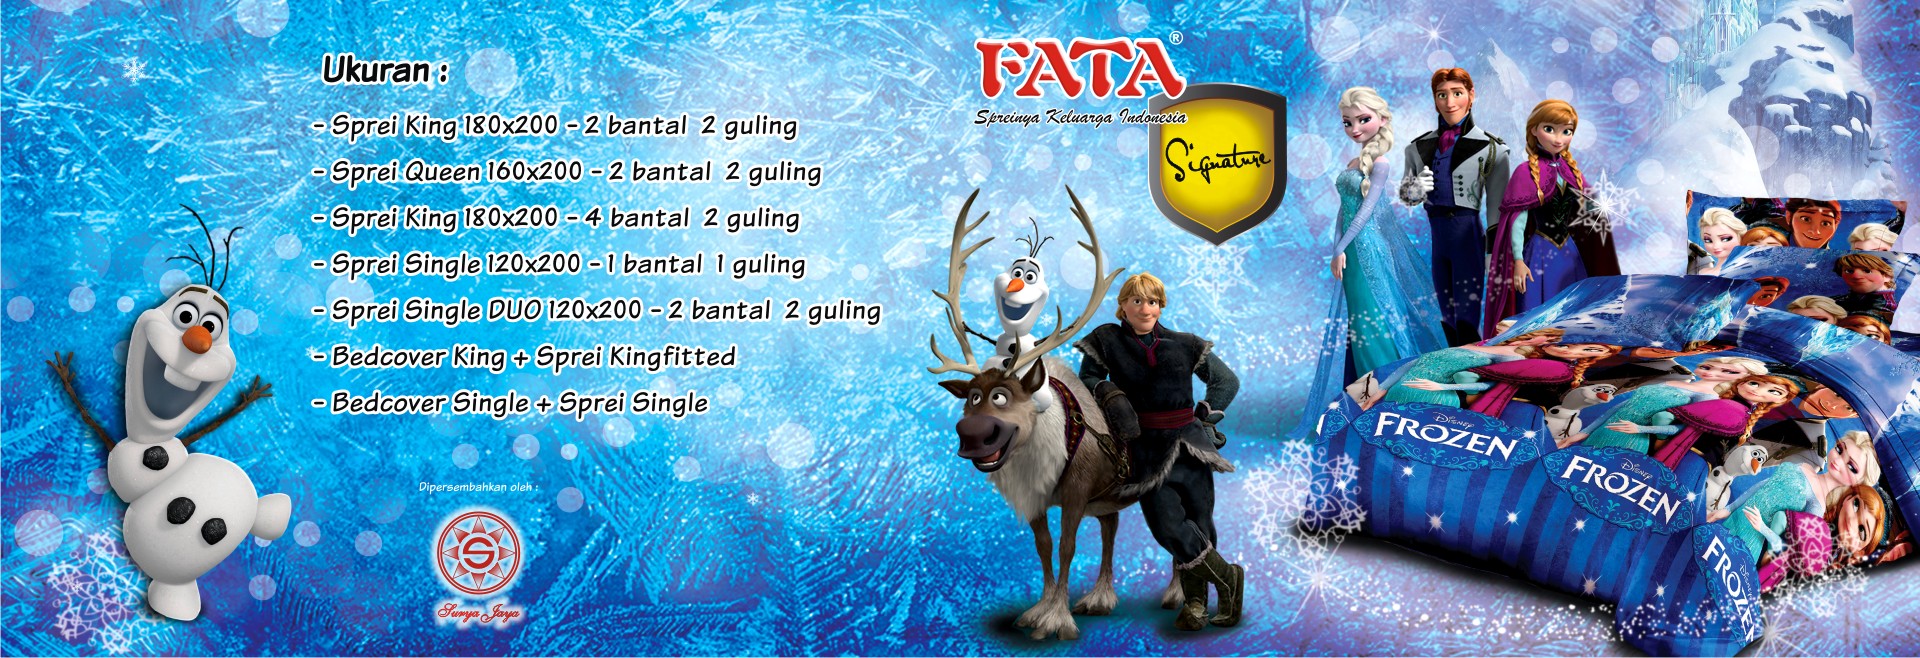 Ukuran :
- Sprei King 180x200 - 2 bantal 2 guling
- Sprei Queen 160x200 - 2 bantal 2 guling
- Sprei King 180x200 - 4 bantal 2 guling
- Sprei Single 120x200 - 1 bantal 1 guling
- Sprei Single DUO 120x200 - 2 bantal 2 guling
- Bedcover King + Sprei Kingfitted
- Bedcover Single + Sprei Single
Dipersembahkan oleh :
S
Surya Jaya
FATA®
Spreinya Keluarga Indonesia
Signature
Disney
FROZEN
Disney
FROZEN
Disney
FROZEN